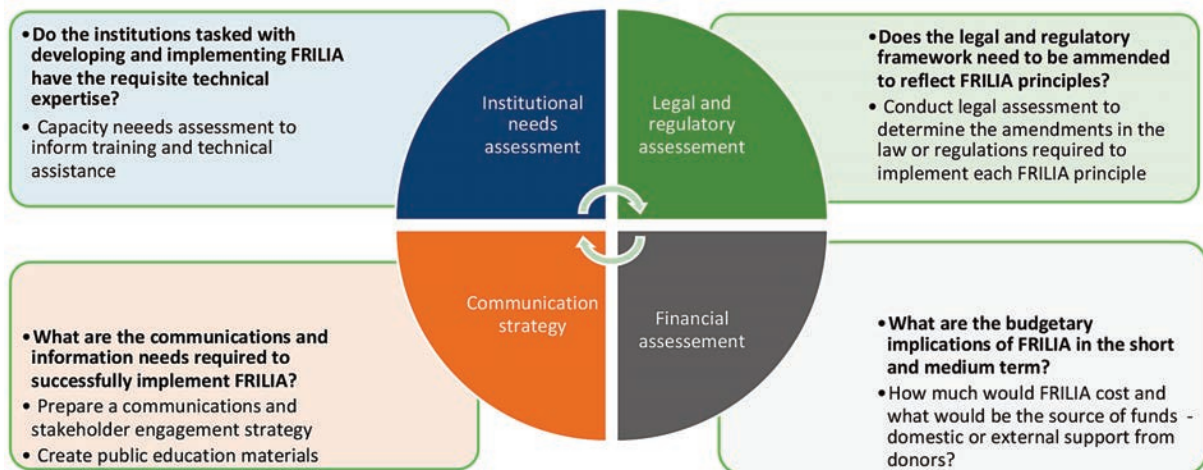 •Do the institutions tasked with
developing and implementing FRILIA
have the requisite technical
expertise?
• Capacity neeeds assessment to
inform training and technical
assistance
Institutional
needs
assessment
Legal and
regulatory
assessement
•Does the legal and regulatory
framework need to be ammended
to reflect FRILIA principles?
• Conduct legal assessment to
determine the amendments in the
law or regulations required to
implement each FRILIA principle
•What are the communications and
information needs required to
successfully implement FRILIA?
• Prepare a communications and
stakeholder engagement strategy
• Create public education materials
Communication
strategy
Financial
assessment
•What are the budgetary
implications of FRILIA in the short
and medium term?
•How much would FRILIA cost and
what would be the source of funds -
domestic or external support from
donors?